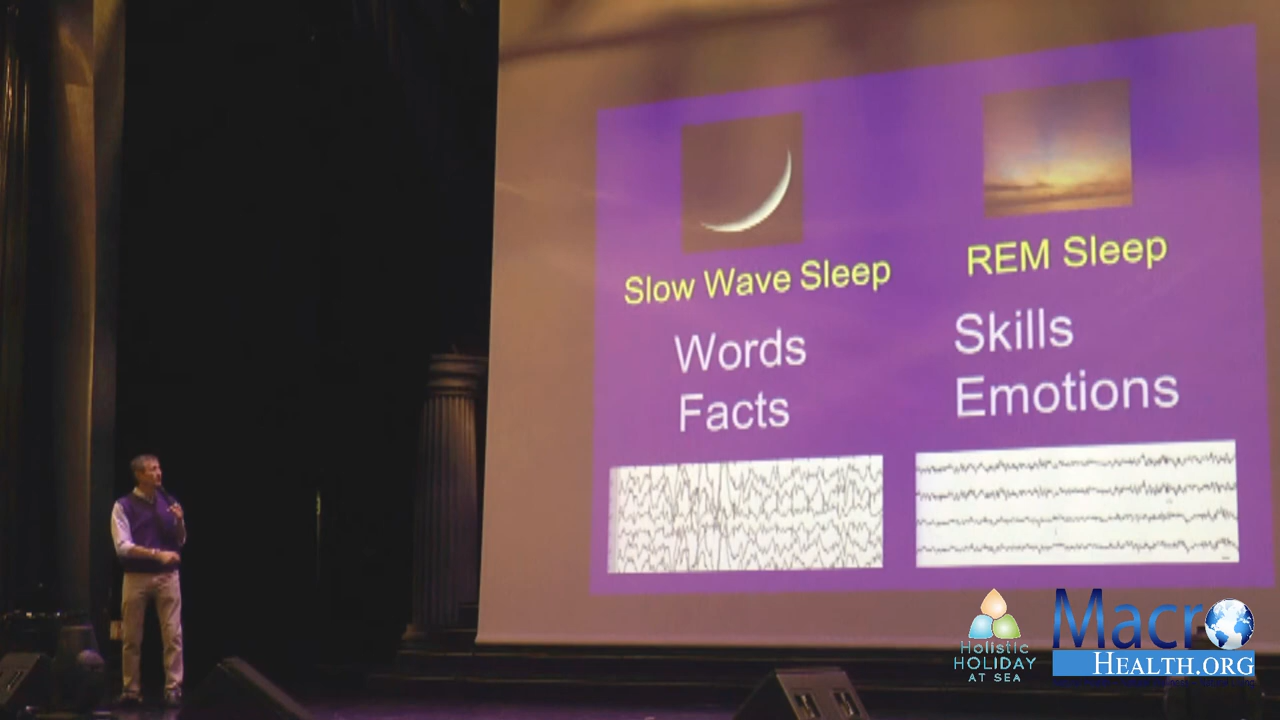 Slow Wave Sleep
Words
Facts
REM Sleep
Skills
Emotions
Holistic
HOLIDAY
AT SEA
Macro
HEALTH.ORG